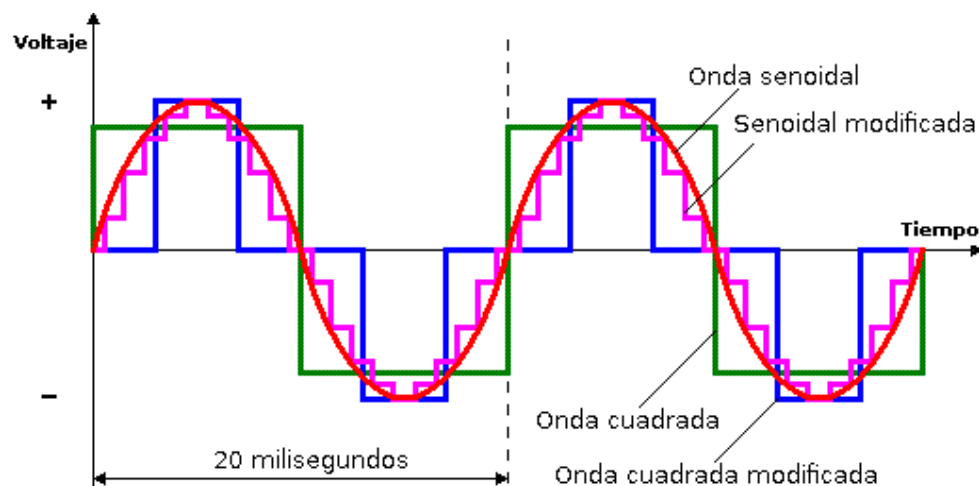 Voltaje
+
Onda senoidal
Senoidal modificada
Tiempo
–
Onda cuadrada
20 milisegundos
Onda cuadrada modificada